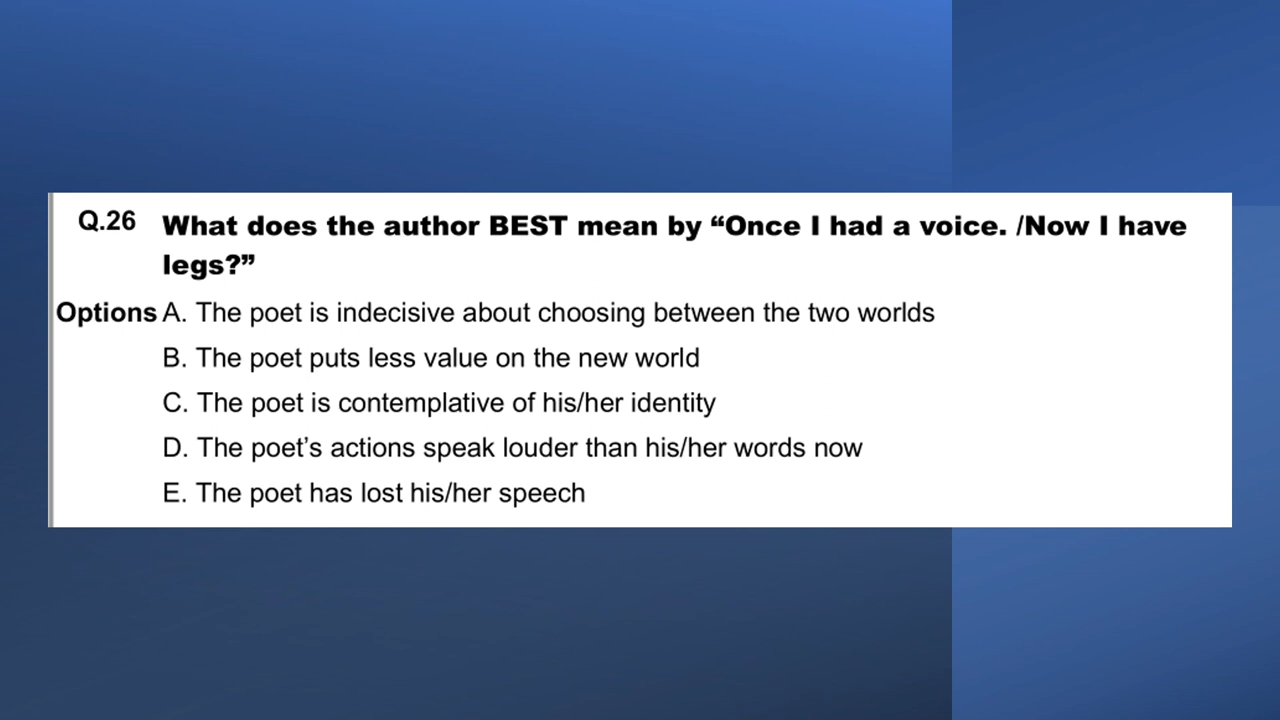 Q.26 What does the author BEST mean by “Once I had a voice. /Now I have
legs?”
Options A. The poet is indecisive about choosing between the two worlds
B. The poet puts less value on the new world
C. The poet is contemplative of his/her identity
D. The poet’s actions speak louder than his/her words now
E. The poet has lost his/her speech